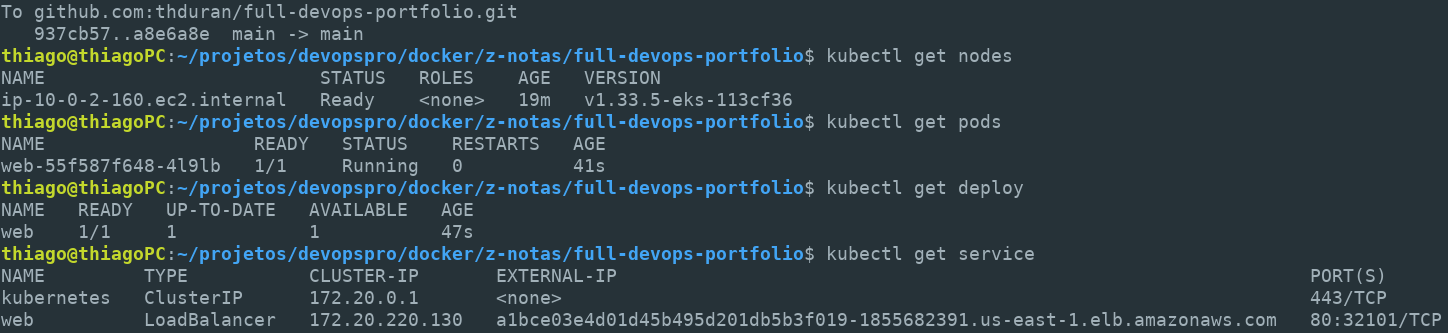 To github.com:thduran/full-devops-portfolio.git
   937cb57..a8e6a8e  main -> main
thiago@thiagoPC:~/projetos/devopspro/docker/z-notas/full-devops-portfolio$ kubectl get nodes
NAME                         STATUS   ROLES    AGE   VERSION
ip-10-0-2-160.ec2.internal   Ready    <none>   19m   v1.33.5-eks-113cf36
thiago@thiagoPC:~/projetos/devopspro/docker/z-notas/full-devops-portfolio$ kubectl get pods
NAME                   READY   STATUS    RESTARTS   AGE
web-55f587f648-4l9lb   1/1     Running   0          41s
thiago@thiagoPC:~/projetos/devopspro/docker/z-notas/full-devops-portfolio$ kubectl get deploy
NAME   READY   UP-TO-DATE   AVAILABLE   AGE
web    1/1     1            1           47s
thiago@thiagoPC:~/projetos/devopspro/docker/z-notas/full-devops-portfolio$ kubectl get service
NAME         TYPE           CLUSTER-IP       EXTERNAL-IP                                                               PORT(S)
kubernetes   ClusterIP      172.20.0.1       <none>                                                                    443/TCP
web          LoadBalancer   172.20.220.130   a1bce03e4d01d45b495d201db5b3f019-1855682391.us-east-1.elb.amazonaws.com   80:32101/TCP